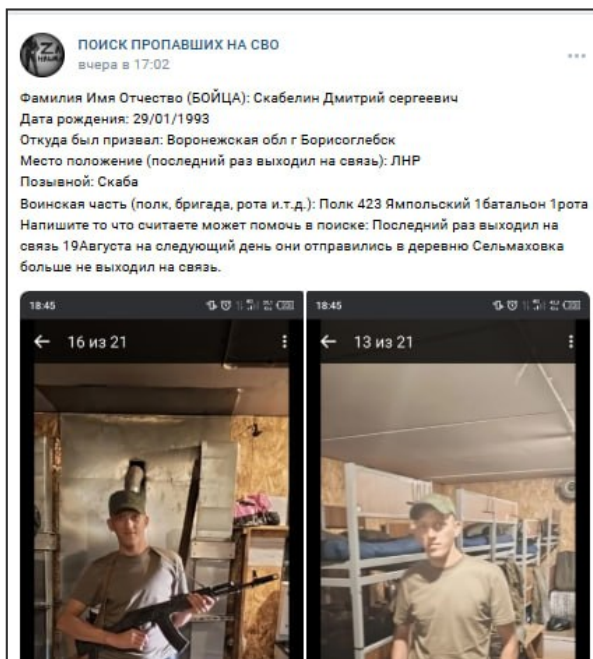 ПОИСК ПРОПАВШИХ НА СВО
вчера в 17:02
Фамилия Имя Отчество (БОЙЦА): Скабелин Дмитрий сергеевич
Дата рождения: 29/01/1993
Откуда был призвал: Воронежская обл г Борисоглебск
Место положение (последний раз выходил на связь): ЛНР
Позывной: Скаба
Воинская часть (полк, бригада, рота и.т.д.): Полк 423 Ямпольский 1батальон 1рота
Напишите то что считаете может помочь в поиске: Последний раз выходил на
связь 19Августа на следующий день они отправились в деревню Сельмаховка
больше не выходил на связь.
18:45
16 из 21
18:45
13 из 21